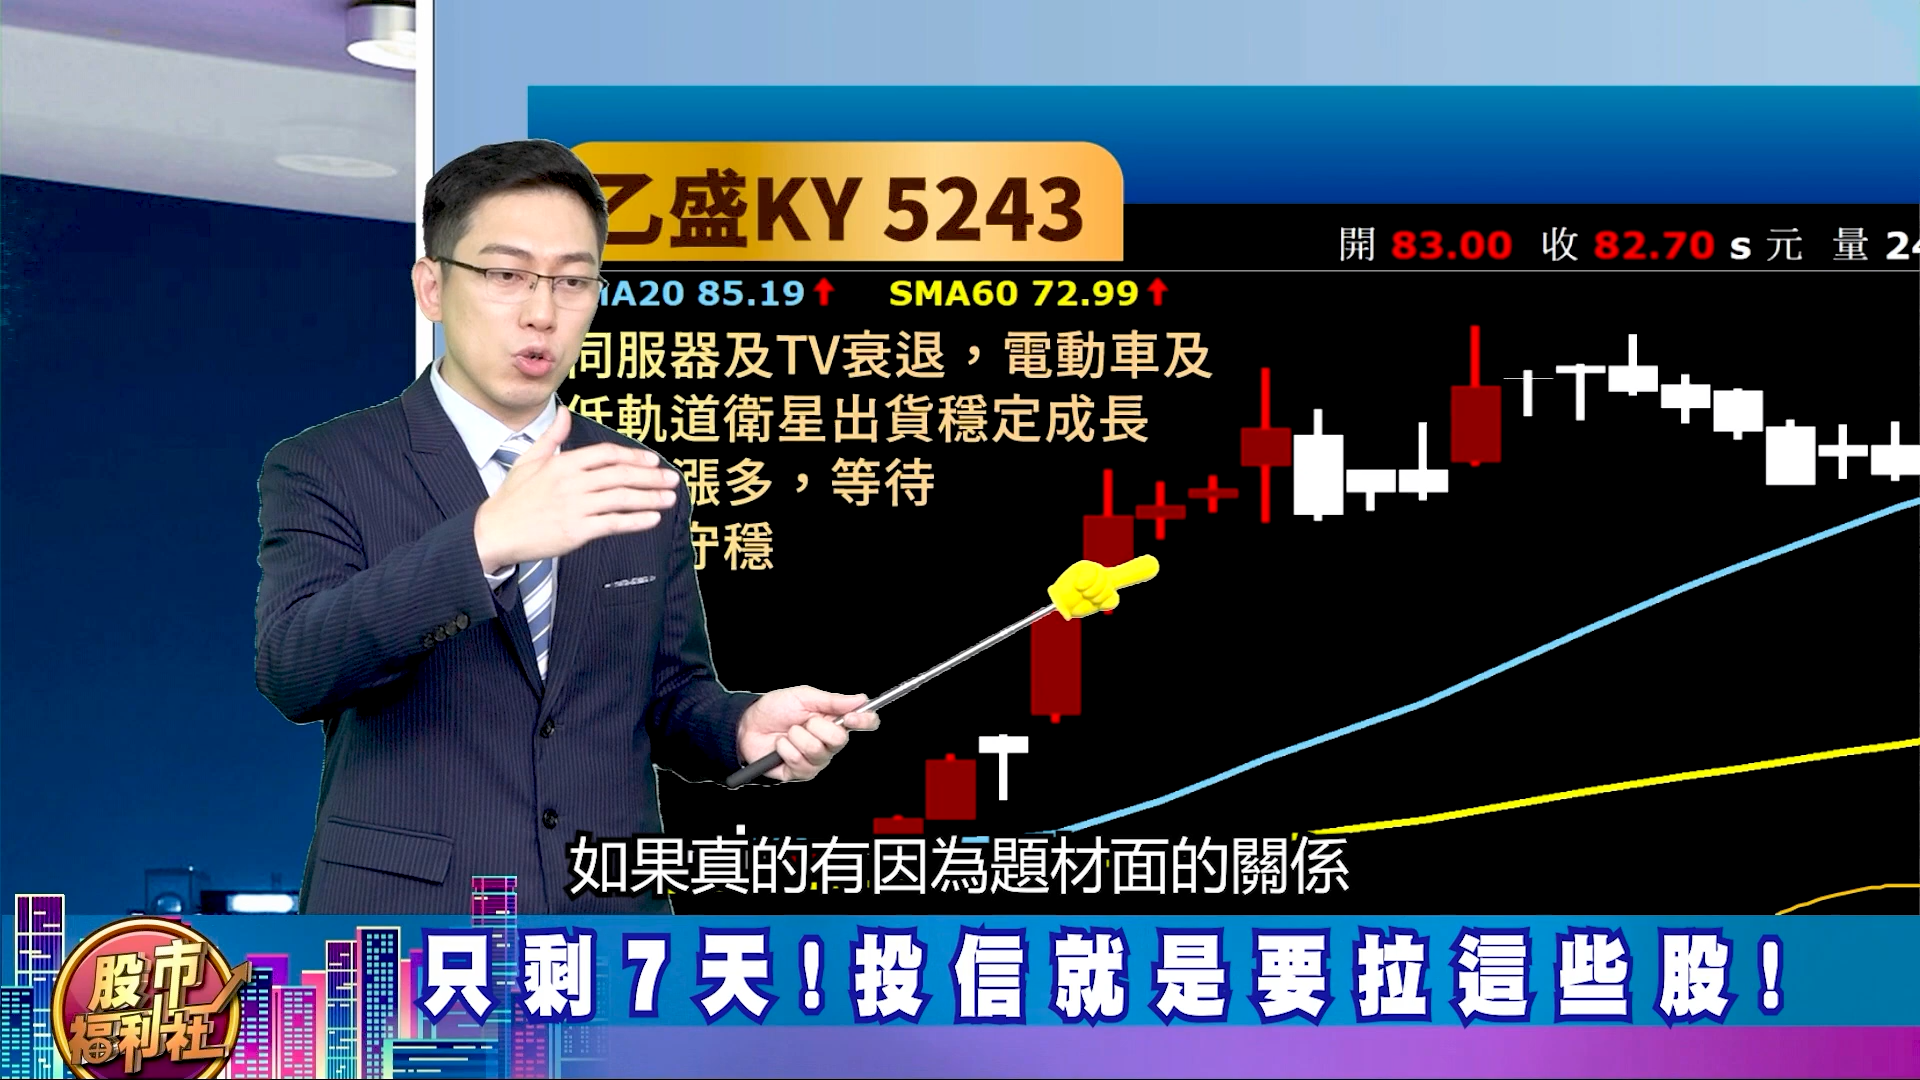 乙盛KY 5243
開 83.00 收 82.70 s 元 量 24
MA20 85.19 SMA60 72.99
伺服器及TV衰退，電動車及
低軌道衛星出貨穩定成長
漲多，等待
守穩
如果真的有因為題材面的關係
只剩7天!投信就是要拉這些股!
股市
福利社